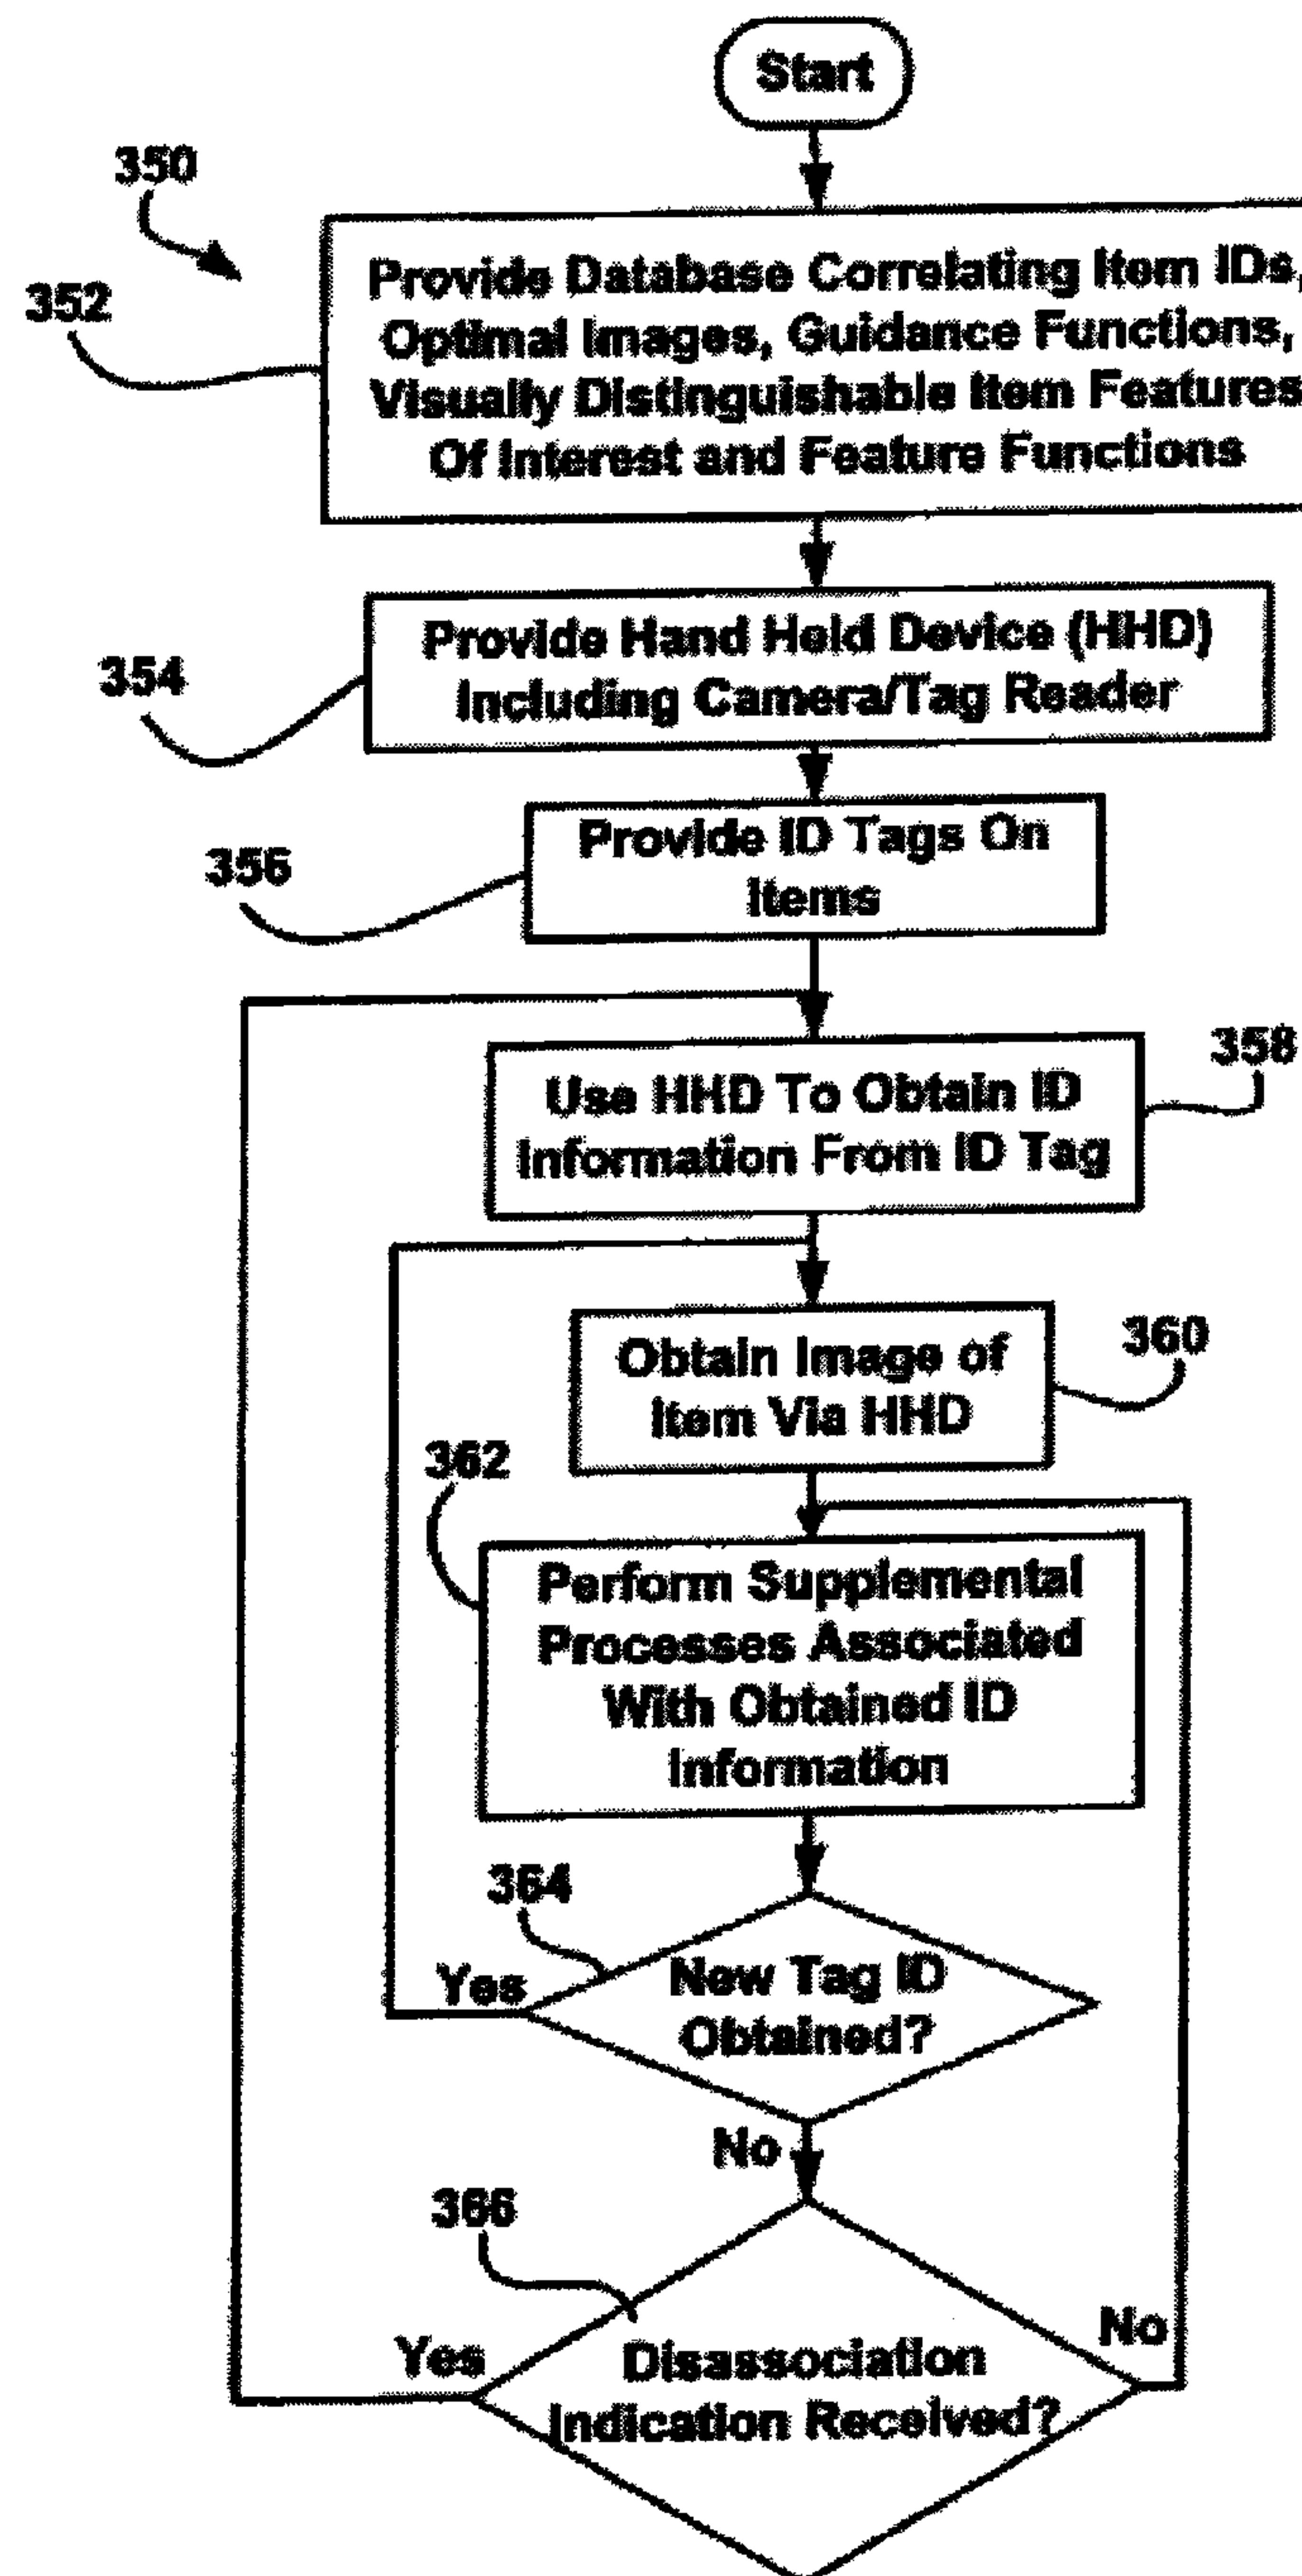 Start
350
352
Provide Database Correlating Item IDs,
Optimal Images, Guidance Functions,
Visually Distinguishable Item Features
Of Interest and Feature Functions
354
Provide Hand Held Device (HHD)
Including Camera/Tag Reader
356
Provide ID Tags On
Items
358
Use HHD To Obtain ID
Information From ID Tag
360
Obtain Image of
Item Via HHD
362
Perform Supplemental
Processes Associated
With Obtained ID
Information
364
Yes
New Tag ID
Obtained?
No
366
Yes
No
Disassociation
Indication Received?